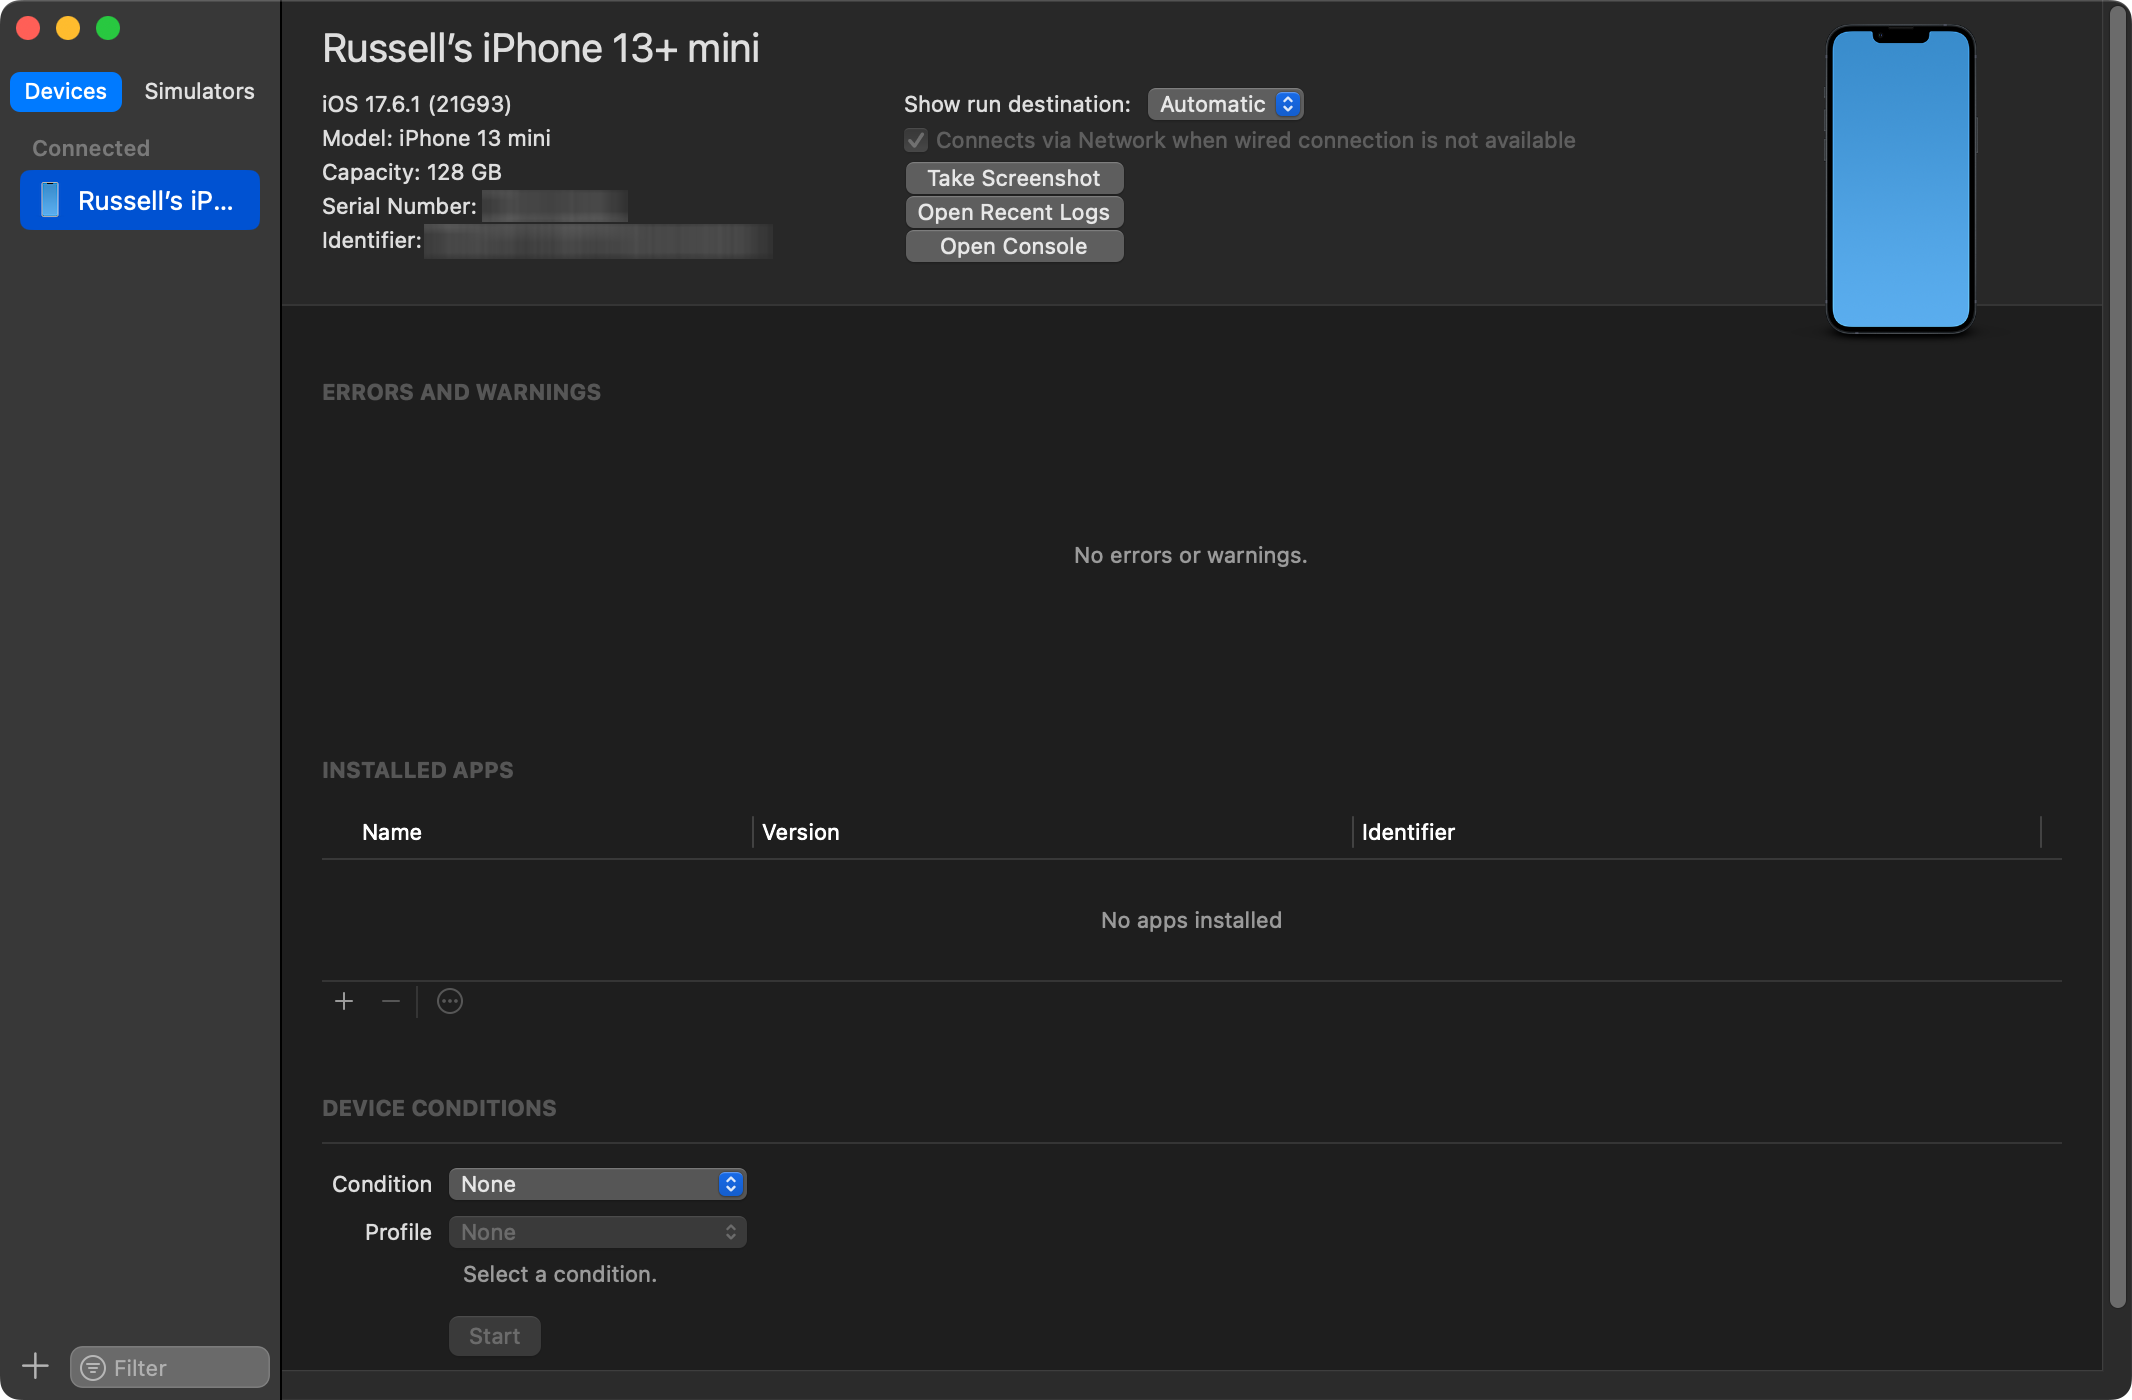 Devices
Simulators
Connected
Russell’s iP...
Russell’s iPhone 13+ mini
iOS 17.6.1 (21G93)
Model: iPhone 13 mini
Capacity: 128 GB
Serial Number:
Identifier:
Show run destination: Automatic
Connects via Network when wired connection is not available
Take Screenshot
Open Recent Logs
Open Console
ERRORS AND WARNINGS
No errors or warnings.
INSTALLED APPS
Name Version Identifier
No apps installed
DEVICE CONDITIONS
Condition None
Profile None
Select a condition.
Start
Filter